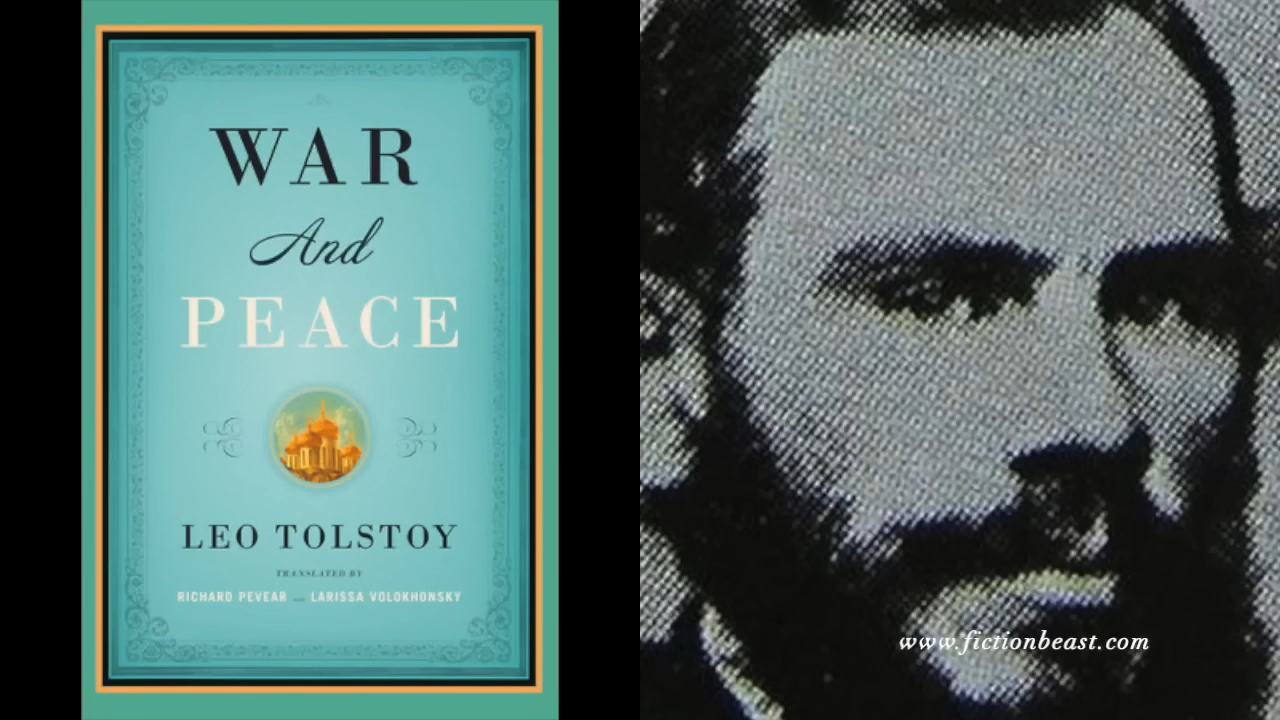 WAR
And
PEACE
LEO TOLSTOY
TRANSLATED BY
RICHARD PEVEAR — LARISSA VOLOKHONSKY
www.fictionbeast.com